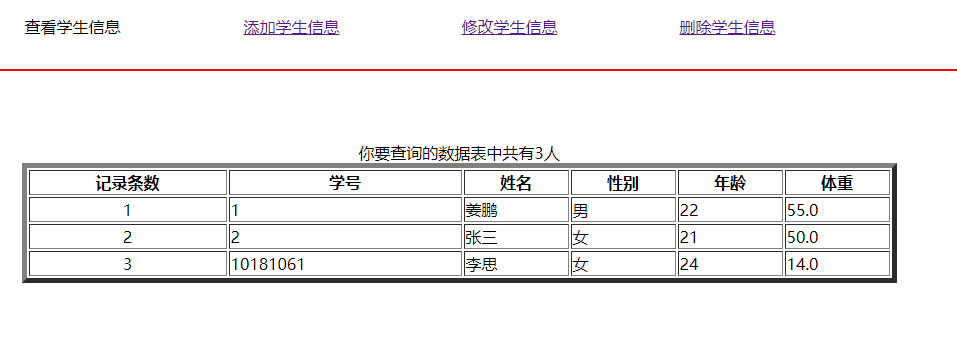 查看学生信息 添加学生信息 修改学生信息 删除学生信息
你要查询的数据表中共有3人
记录条数 学号 姓名 性别 年龄 体重
1 1 姜鹏 男 22 55.0
2 2 张三 女 21 50.0
3 10181061 李思 女 24 14.0